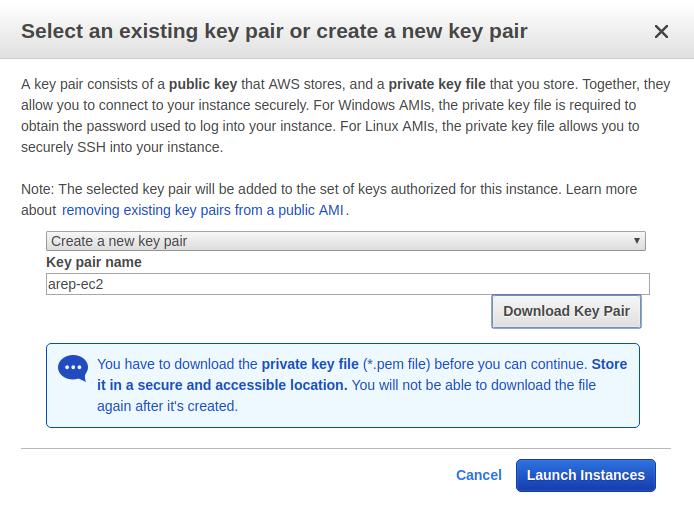 Select an existing key pair or create a new key pair
A key pair consists of a public key that AWS stores, and a private key file that you store. Together, they
allow you to connect to your instance securely. For Windows AMIs, the private key file is required to
obtain the password used to log into your instance. For Linux AMIs, the private key file allows you to
securely SSH into your instance.
Note: The selected key pair will be added to the set of keys authorized for this instance. Learn more
about removing existing key pairs from a public AMI.
Create a new key pair
Key pair name
arep-ec2
Download Key Pair
You have to download the private key file (*.pem file) before you can continue. Store
it in a secure and accessible location. You will not be able to download the file
again after it's created.
Cancel Launch Instances